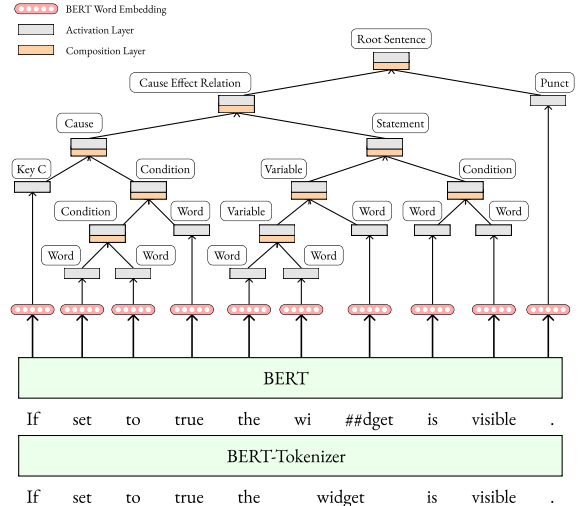 BERT Word Embedding
Activation Layer
Composition Layer
Root Sentence
Cause Effect Relation
Punct
Cause
Statement
Key C
Condition
Variable
Condition
Condition
Word
Variable
Word
Word
Word
Word
Word
Word
Word
BERT
If set to true the wi ##dget is visible .
BERT-Tokenizer
If set to true the widget is visible .